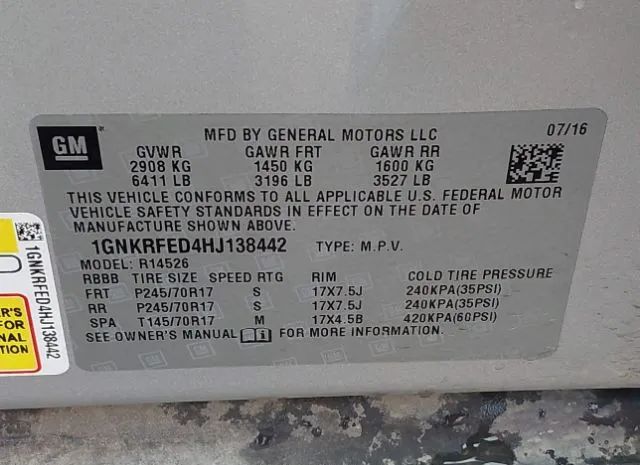 GM
MFD BY GENERAL MOTORS LLC 07/16
GVWR GAWR FRT GAWR RR
2908 KG 1450 KG 1600 KG
6411 LB 3196 LB 3527 LB
THIS VEHICLE CONFORMS TO ALL APPLICABLE U.S. FEDERAL MOTOR
VEHICLE SAFETY STANDARDS IN EFFECT ON THE DATE OF
MANUFACTURE SHOWN ABOVE.
1GNKRFED4HJ138442 TYPE: M.P.V.
MODEL: R14526
RBBB TIRE SIZE SPEED RTG RIM COLD TIRE PRESSURE
FRT P245/70R17 S 17X7.5J 240KPA(35PSI)
RR P245/70R17 S 17X7.5J 240KPA(35PSI)
SPA T145/70R17 M 17X4.5B 420KPA(60PSI)
SEE OWNER'S MANUAL FOR MORE INFORMATION.
1GNKRFED4HJ138442
ER'S
FOR
NAL
TION